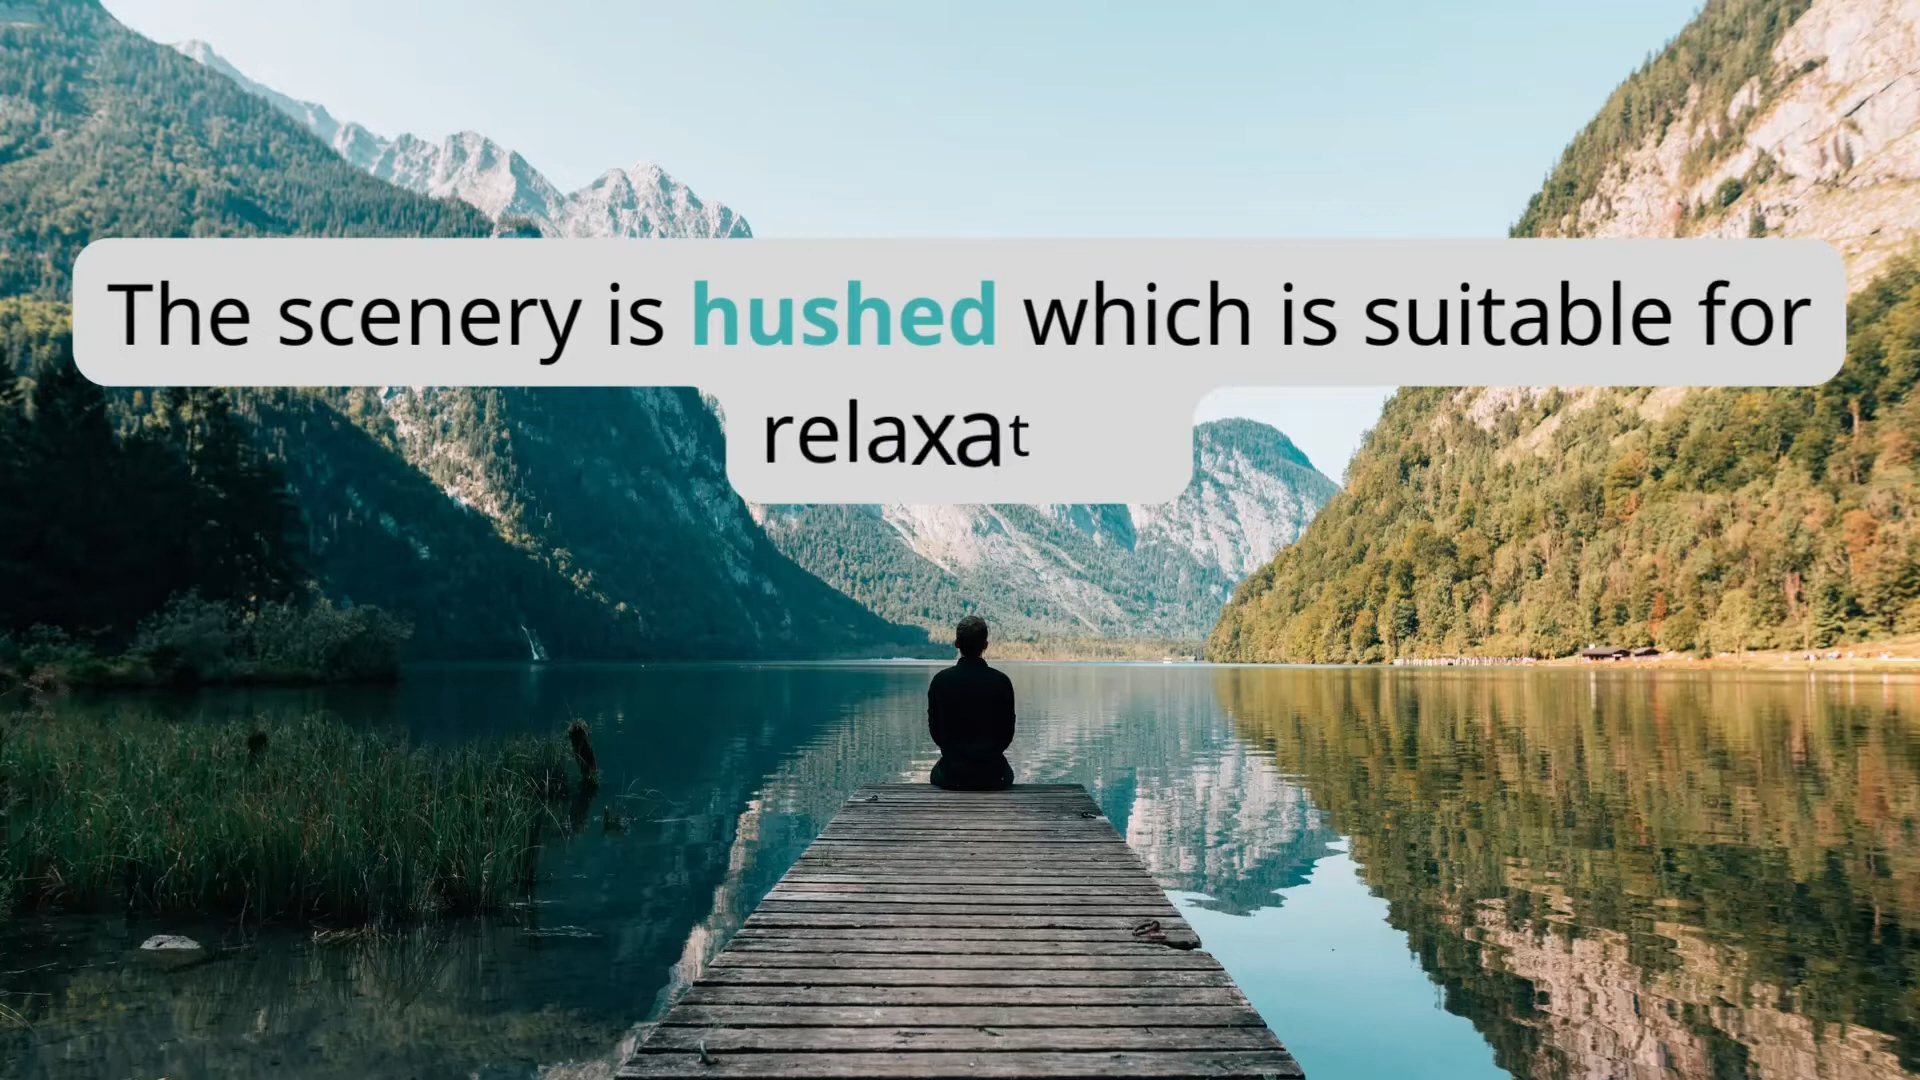 The scenery is hushed which is suitable for
relaxat